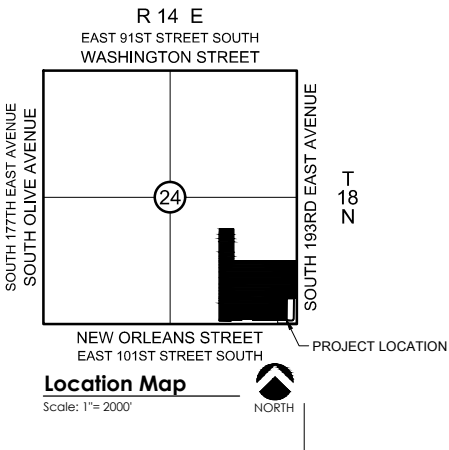 R 14 E
EAST 91ST STREET SOUTH
WASHINGTON STREET
SOUTH 177TH EAST AVENUE
SOUTH OLIVE AVENUE
24
SOUTH 193RD EAST AVENUE
T
18
N
NEW ORLEANS STREET
EAST 101ST STREET SOUTH
PROJECT LOCATION
Location Map
Scale: 1"= 2000'
NORTH